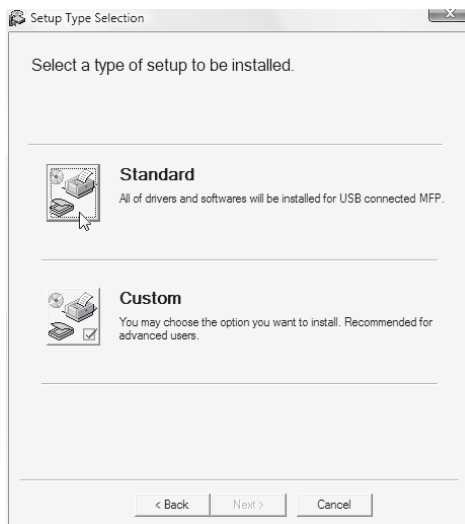 Setup Type Selection
Select a type of setup to be installed.
Standard
All of drivers and softwares will be installed for USB connected MFP.
Custom
You may choose the option you want to install. Recommended for
advanced users.
< Back
Next >
Cancel